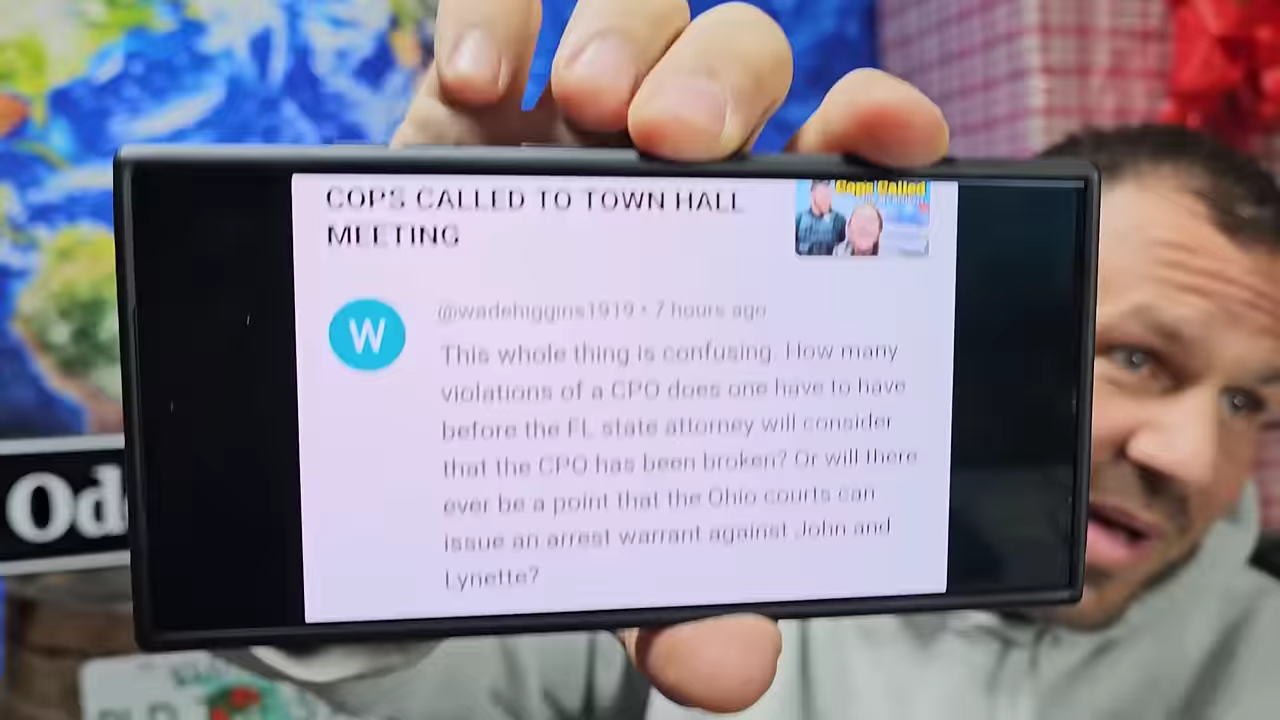 COPS CALLED TO TOWN HALL
MEETING
Cops Called
W
@wadehiggins1919 • 7 hours ago
This whole thing is confusing. How many
violations of a CPO does one have to have
before the FL state attorney will consider
that the CPO has been broken? Or will there
ever be a point that the Ohio courts can
issue an arrest warrant against John and
Lynette?
Od